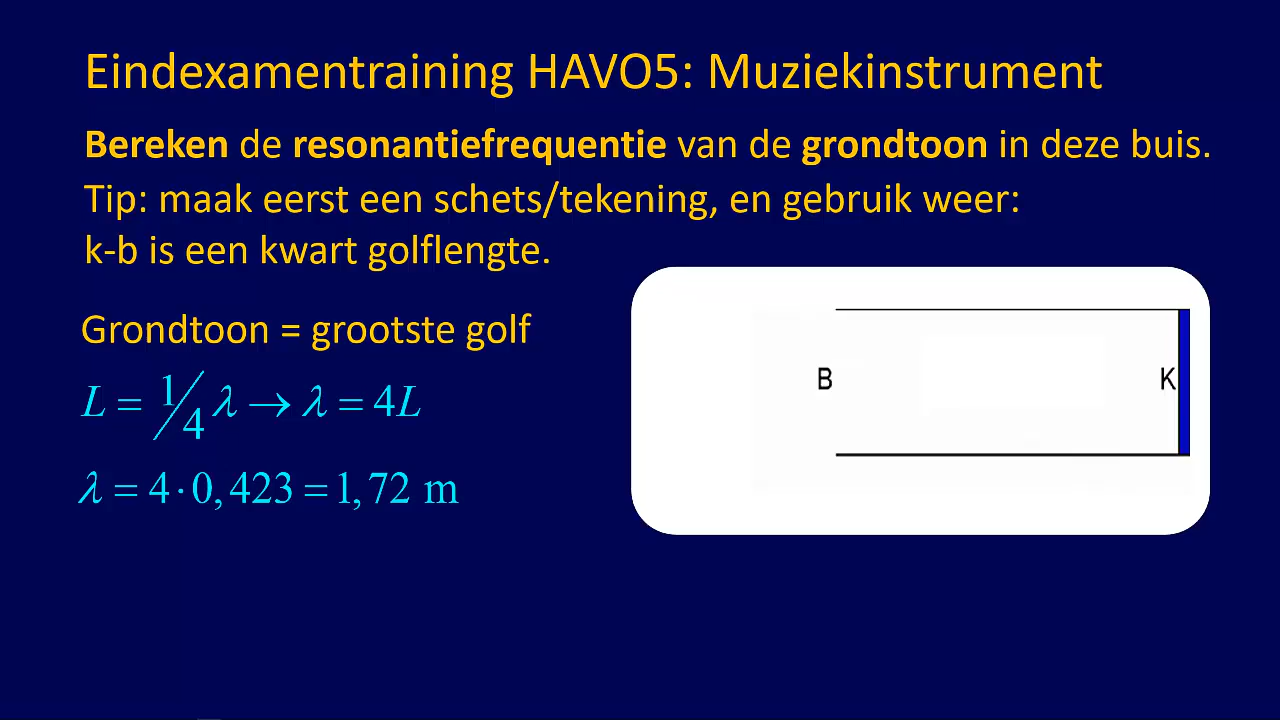 Eindexamentraining HAVO5: Muziekinstrument
Bereken de resonantiefrequentie van de grondtoon in deze buis.
Tip: maak eerst een schets/tekening, en gebruik weer:
k-b is een kwart golflengte.
Grondtoon = grootste golf
L = 1/4 λ → λ = 4L
λ = 4 · 0, 423 = 1, 72 m
B
K